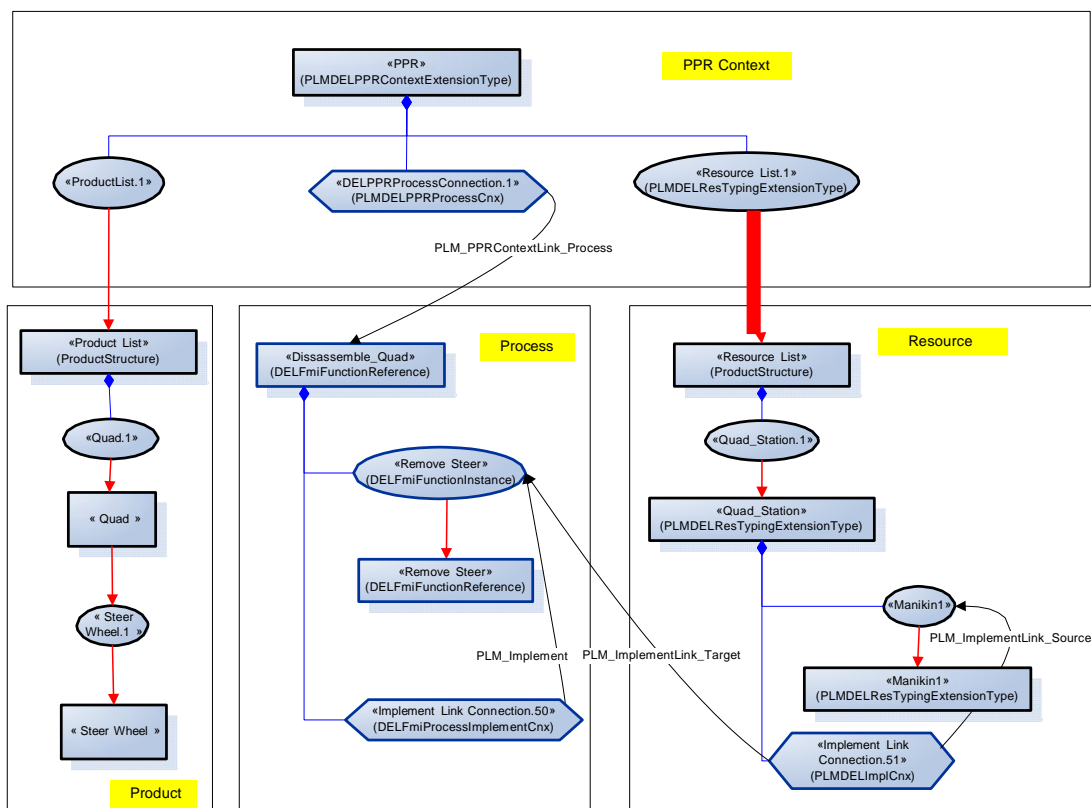 «PPR»
(PLMDELPPRContextExtensionType)
PPR Context
«ProductList.1»
«DELPPRProcessConnection.1»
(PLMDELPPRProcessCnx)
«Resource List.1»
(PLMDELResTypingExtensionType)
PLM_PPRContextLink_Process
«Product List»
(ProductStructure)
«Dissassemble_Quad»
(DELFmiFunctionReference)
Process
«Resource List»
(ProductStructure)
Resource
«Quad.1»
«Quad_Station.1»
«Remove Steer»
(DELFmiFunctionInstance)
« Quad »
«Quad_Station»
(PLMDELResTypingExtensionType)
«Remove Steer»
(DELFmiFunctionReference)
« Steer
Wheel.1 »
«Manikin1»
PLM_ImplementLink_Source
PLM_Implement
PLM_ImplementLink_Target
«Manikin1»
(PLMDELResTypingExtensionType)
« Steer Wheel »
«Implement Link Connection.50»
(DELFmiProcessImplementCnx)
«Implement Link
Connection.51»
(PLMDELImplCnx)
Product